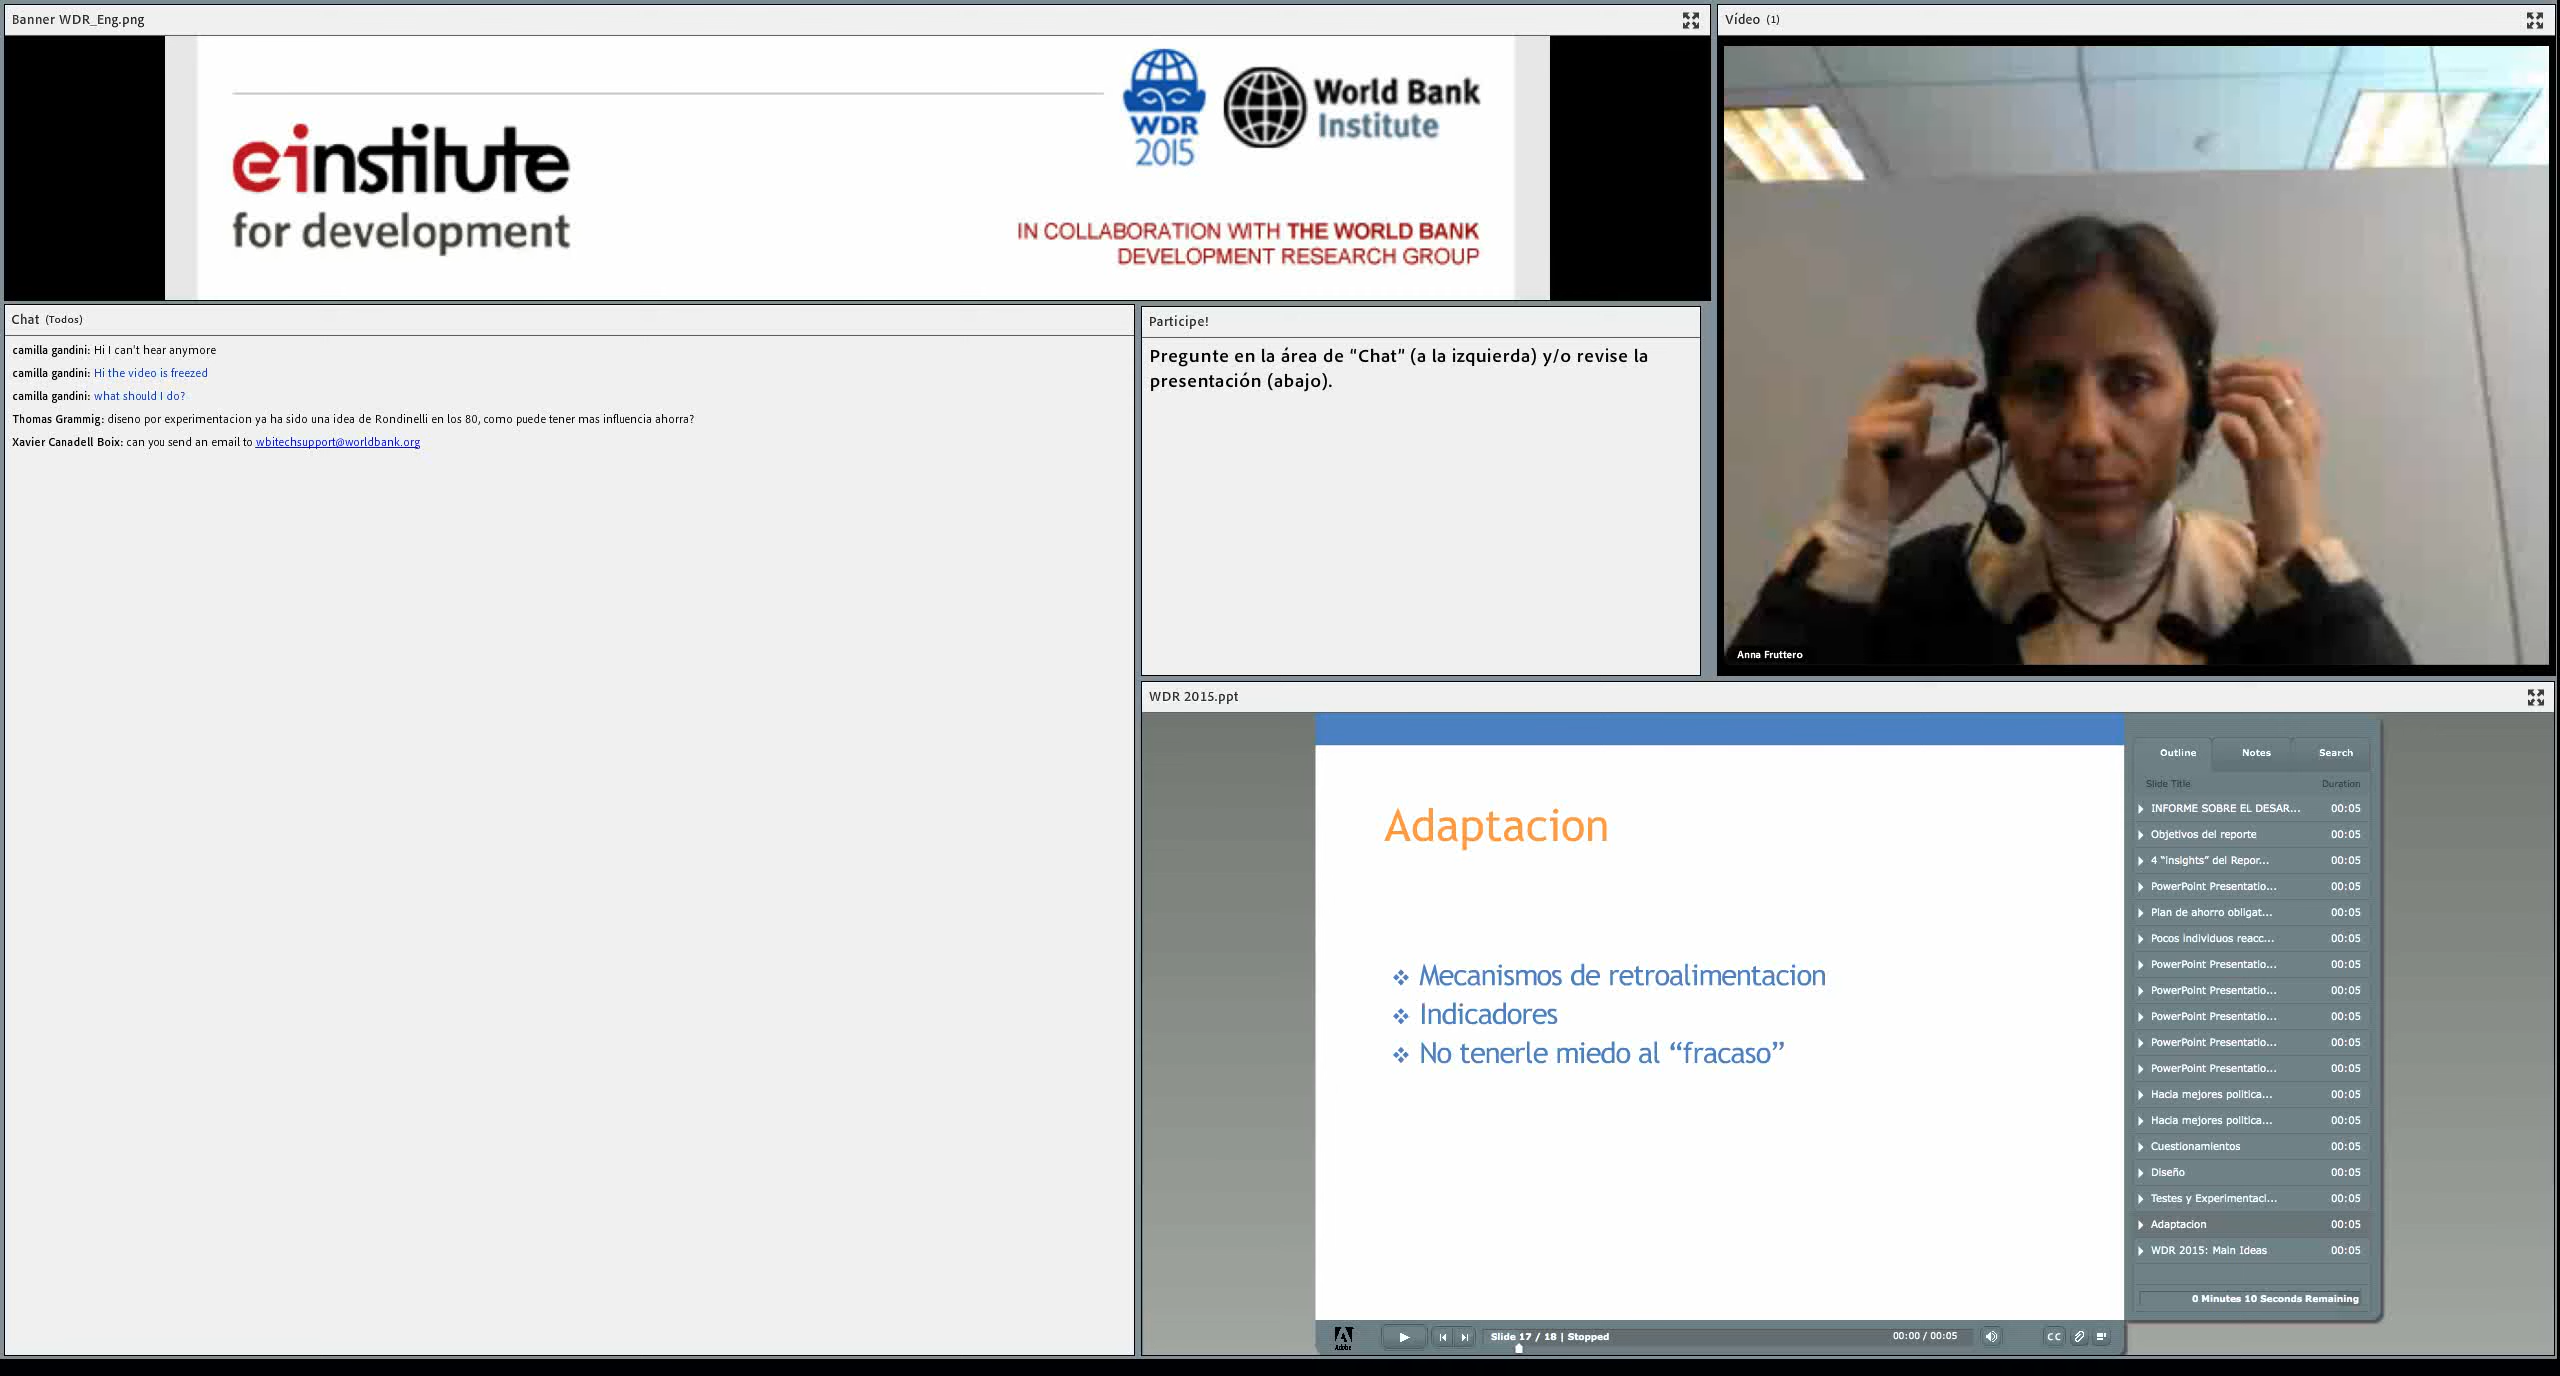 Banner WDR_Eng.png
einstitute
for development
WDR
2015
World Bank
Institute
IN COLLABORATION WITH THE WORLD BANK
DEVELOPMENT RESEARCH GROUP
Vídeo (1)
Anna Fruttero
Chat (Todos)
camilla gandini: Hi I can't hear anymore
camilla gandini: Hi the video is freezed
camilla gandini: what should I do?
Thomas Grammig: diseno por experimentacion ya ha sido una idea de Rondinelli en los 80, como puede tener mas influencia ahorra?
Xavier Canadell Boix: can you send an email to wbitechsupport@worldbank.org
Participe!
Pregunte en la área de “Chat” (a la izquierda) y/o revise la
presentación (abajo).
WDR 2015.ppt
Adaptacion
❖ Mecanismos de retroalimentacion
❖ Indicadores
❖ No tenerle miedo al “fracaso”
Outline Notes Search
Slide Title Duration
INFORME SOBRE EL DESAR... 00:05
Objetivos del reporte 00:05
4 “insights” del Repor... 00:05
PowerPoint Presentatio... 00:05
Plan de ahorro obligat... 00:05
Pocos individuos reacc... 00:05
PowerPoint Presentatio... 00:05
PowerPoint Presentatio... 00:05
PowerPoint Presentatio... 00:05
PowerPoint Presentatio... 00:05
PowerPoint Presentatio... 00:05
Hacia mejores politica... 00:05
Hacia mejores politica... 00:05
Cuestionamientos 00:05
Diseño 00:05
Testes y Experimentaci... 00:05
Adaptacion 00:05
WDR 2015: Main Ideas 00:05
0 Minutes 10 Seconds Remaining
Adobe
Slide 17 / 18 | Stopped 00:00 / 00:05
CC